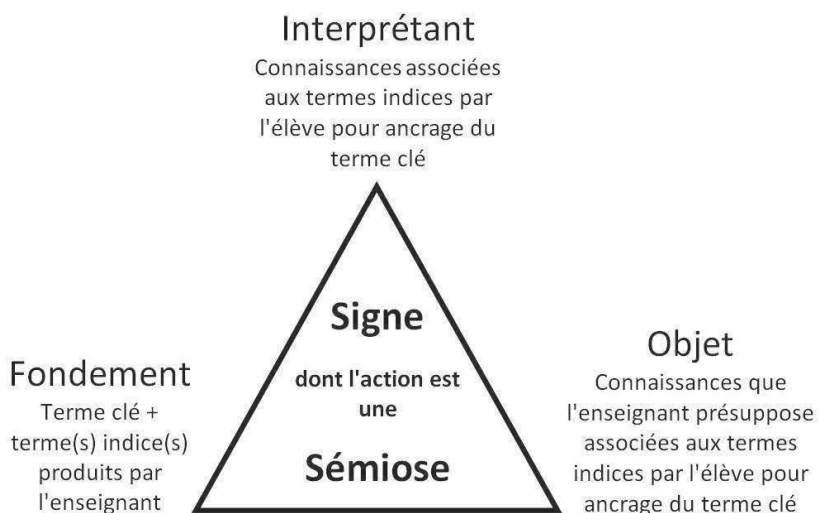 Interprétant
Connaissances associées
aux termes indices par
l'élève pour ancrage du
terme clé
Signe
dont l'action est
une
Sémiose
Fondement
Terme clé +
terme(s) indice(s)
produits par
l'enseignant
Objet
Connaissances que
l'enseignant présuppose
associées aux termes
indices par l'élève pour
ancrage du terme clé